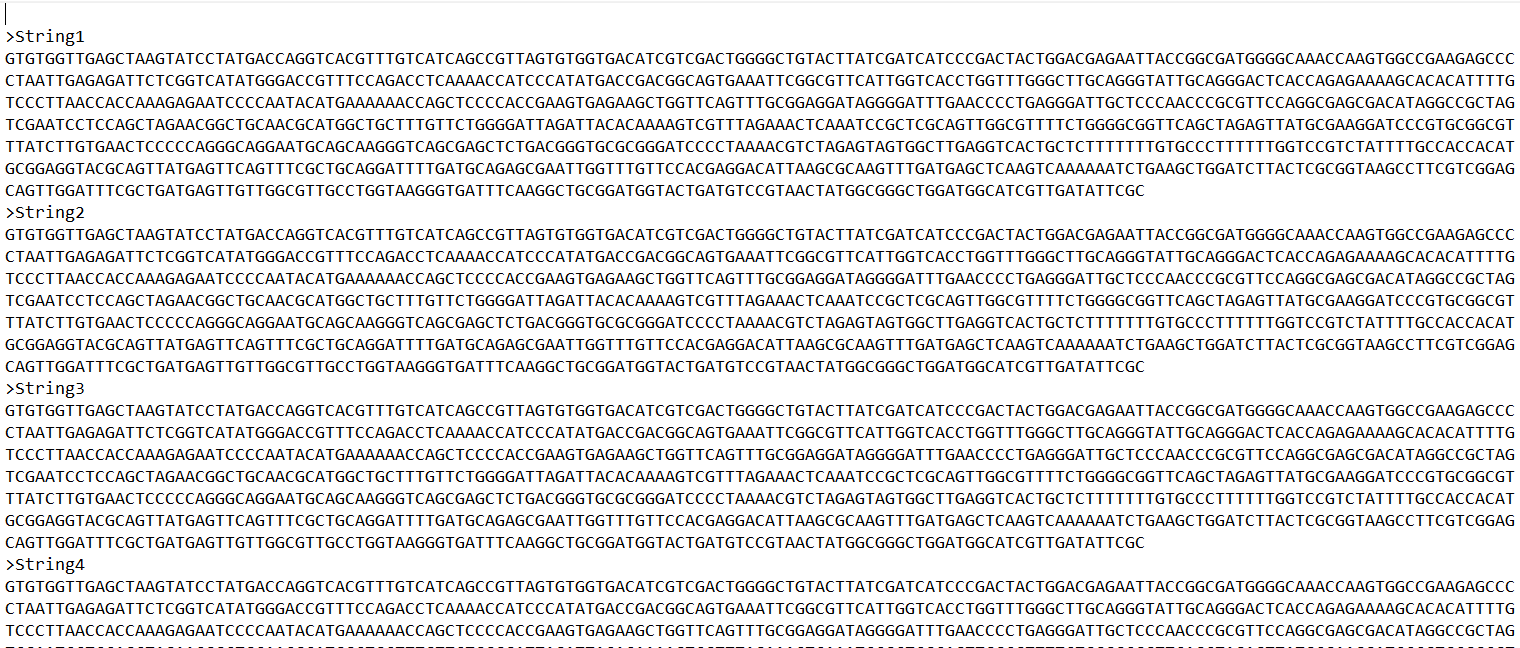 >String1
GTGTGGTTGAGCTAAGTATCCTATGACCAGGTCACGTTTGTCATCAGCCGTTAGTGTGGTGACATCGTCGACTGGGGCTGTACTTATCGATCATCCCGACTACTGGACGAGAATTACCGGCGATGGGGCAAACCAAGTGGCCGAAGAGCCC
CTAATTGAGAGATTCTCGGTCATATGGGACCGTTTCCAGACCTCAAAACCATCCCATATGACCGACGGCAGTGAAATTCGGCGTTCATTGGTCACCTGGTTTGGGCTTGCAGGGTATTGCAGGGACTCACCAGAGAAAAGCACACATTTTG
TCCCTTAACCACCAAAGAGAATCCCCAATACATGAAAAAACCAGCTCCCCACCGAAGTGAGAAGCTGGTTCAGTTTGCGGAGGATAGGGGATTTGAACCCCTGAGGGATTGCTCCCAACCCGCGTTCCAGGCGAGCGACATAGGCCGCTAG
TCGAATCCTCCAGCTAGAACGGCTGCAACGCATGGCTGCTTTGTTCTGGGGATTAGATTACACAAAAGTCGTTTAGAAACTCAAATCCGCTCGCAGTTGGCGTTTTCTGGGGCGGTTCAGCTAGAGTTATGCGAAGGATCCCGTGCGGCGT
TTATCTTGTGAACTCCCCCAGGGCAGGAATGCAGCAAGGGTCAGCGAGCTCTGACGGGTGCGCGGGATCCCCTAAAACGTCTAGAGTAGTGGCTTGAGGTCACTGCTCTTTTTTTGTGCCCTTTTTTGGTCCGTCTATTTTGCCACCACAT
GCGGAGGTACGCAGTTATGAGTTCAGTTTCGCTGCAGGATTTTGATGCAGAGCGAATTGGTTTGTTCCACGAGGACATTAAGCGCAAGTTTGATGAGCTCAAGTCAAAAAATCTGAAGCTGGATCTTACTCGCGGTAAGCCTTCGTCGGAG
CAGTTGGATTTCGCTGATGAGTTGTTGGCGTTGCCTGGTAAGGGTGATTTCAAGGCTGCGGATGGTACTGATGTCCGTAACTATGGCGGGCTGGATGGCATCGTTGATATTCGC
>String2
GTGTGGTTGAGCTAAGTATCCTATGACCAGGTCACGTTTGTCATCAGCCGTTAGTGTGGTGACATCGTCGACTGGGGCTGTACTTATCGATCATCCCGACTACTGGACGAGAATTACCGGCGATGGGGCAAACCAAGTGGCCGAAGAGCCC
CTAATTGAGAGATTCTCGGTCATATGGGACCGTTTCCAGACCTCAAAACCATCCCATATGACCGACGGCAGTGAAATTCGGCGTTCATTGGTCACCTGGTTTGGGCTTGCAGGGTATTGCAGGGACTCACCAGAGAAAAGCACACATTTTG
TCCCTTAACCACCAAAGAGAATCCCCAATACATGAAAAAACCAGCTCCCCACCGAAGTGAGAAGCTGGTTCAGTTTGCGGAGGATAGGGGATTTGAACCCCTGAGGGATTGCTCCCAACCCGCGTTCCAGGCGAGCGACATAGGCCGCTAG
TCGAATCCTCCAGCTAGAACGGCTGCAACGCATGGCTGCTTTGTTCTGGGGATTAGATTACACAAAAGTCGTTTAGAAACTCAAATCCGCTCGCAGTTGGCGTTTTCTGGGGCGGTTCAGCTAGAGTTATGCGAAGGATCCCGTGCGGCGT
TTATCTTGTGAACTCCCCCAGGGCAGGAATGCAGCAAGGGTCAGCGAGCTCTGACGGGTGCGCGGGATCCCCTAAAACGTCTAGAGTAGTGGCTTGAGGTCACTGCTCTTTTTTTGTGCCCTTTTTTGGTCCGTCTATTTTGCCACCACAT
GCGGAGGTACGCAGTTATGAGTTCAGTTTCGCTGCAGGATTTTGATGCAGAGCGAATTGGTTTGTTCCACGAGGACATTAAGCGCAAGTTTGATGAGCTCAAGTCAAAAAATCTGAAGCTGGATCTTACTCGCGGTAAGCCTTCGTCGGAG
CAGTTGGATTTCGCTGATGAGTTGTTGGCGTTGCCTGGTAAGGGTGATTTCAAGGCTGCGGATGGTACTGATGTCCGTAACTATGGCGGGCTGGATGGCATCGTTGATATTCGC
>String3
GTGTGGTTGAGCTAAGTATCCTATGACCAGGTCACGTTTGTCATCAGCCGTTAGTGTGGTGACATCGTCGACTGGGGCTGTACTTATCGATCATCCCGACTACTGGACGAGAATTACCGGCGATGGGGCAAACCAAGTGGCCGAAGAGCCC
CTAATTGAGAGATTCTCGGTCATATGGGACCGTTTCCAGACCTCAAAACCATCCCATATGACCGACGGCAGTGAAATTCGGCGTTCATTGGTCACCTGGTTTGGGCTTGCAGGGTATTGCAGGGACTCACCAGAGAAAAGCACACATTTTG
TCCCTTAACCACCAAAGAGAATCCCCAATACATGAAAAAACCAGCTCCCCACCGAAGTGAGAAGCTGGTTCAGTTTGCGGAGGATAGGGGATTTGAACCCCTGAGGGATTGCTCCCAACCCGCGTTCCAGGCGAGCGACATAGGCCGCTAG
TCGAATCCTCCAGCTAGAACGGCTGCAACGCATGGCTGCTTTGTTCTGGGGATTAGATTACACAAAAGTCGTTTAGAAACTCAAATCCGCTCGCAGTTGGCGTTTTCTGGGGCGGTTCAGCTAGAGTTATGCGAAGGATCCCGTGCGGCGT
TTATCTTGTGAACTCCCCCAGGGCAGGAATGCAGCAAGGGTCAGCGAGCTCTGACGGGTGCGCGGGATCCCCTAAAACGTCTAGAGTAGTGGCTTGAGGTCACTGCTCTTTTTTTGTGCCCTTTTTTGGTCCGTCTATTTTGCCACCACAT
GCGGAGGTACGCAGTTATGAGTTCAGTTTCGCTGCAGGATTTTGATGCAGAGCGAATTGGTTTGTTCCACGAGGACATTAAGCGCAAGTTTGATGAGCTCAAGTCAAAAAATCTGAAGCTGGATCTTACTCGCGGTAAGCCTTCGTCGGAG
CAGTTGGATTTCGCTGATGAGTTGTTGGCGTTGCCTGGTAAGGGTGATTTCAAGGCTGCGGATGGTACTGATGTCCGTAACTATGGCGGGCTGGATGGCATCGTTGATATTCGC
>String4
GTGTGGTTGAGCTAAGTATCCTATGACCAGGTCACGTTTGTCATCAGCCGTTAGTGTGGTGACATCGTCGACTGGGGCTGTACTTATCGATCATCCCGACTACTGGACGAGAATTACCGGCGATGGGGCAAACCAAGTGGCCGAAGAGCCC
CTAATTGAGAGATTCTCGGTCATATGGGACCGTTTCCAGACCTCAAAACCATCCCATATGACCGACGGCAGTGAAATTCGGCGTTCATTGGTCACCTGGTTTGGGCTTGCAGGGTATTGCAGGGACTCACCAGAGAAAAGCACACATTTTG
TCCCTTAACCACCAAAGAGAATCCCCAATACATGAAAAAACCAGCTCCCCACCGAAGTGAGAAGCTGGTTCAGTTTGCGGAGGATAGGGGATTTGAACCCCTGAGGGATTGCTCCCAACCCGCGTTCCAGGCGAGCGACATAGGCCGCTAG